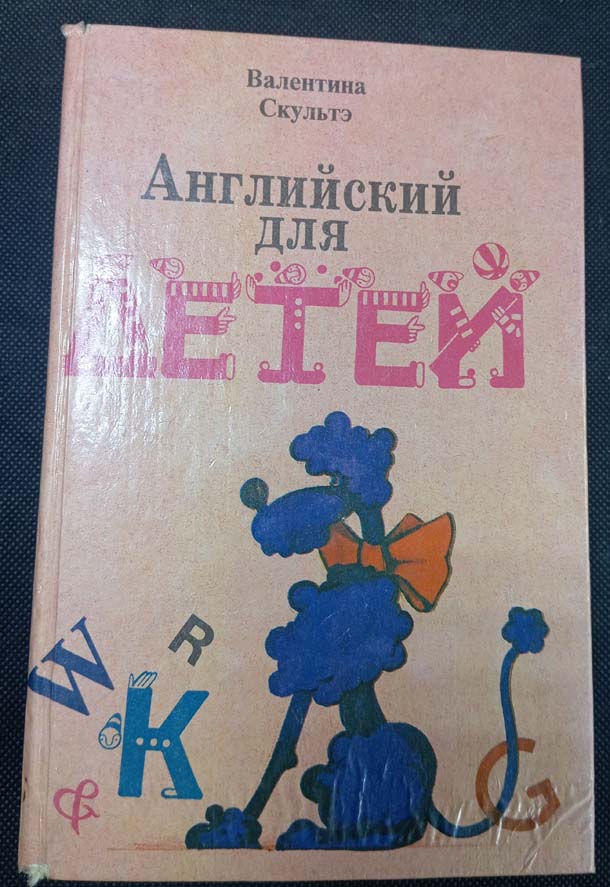 Валентина
Скультэ
Английский
для
ДЕТЕЙ
W
R
K
G
G